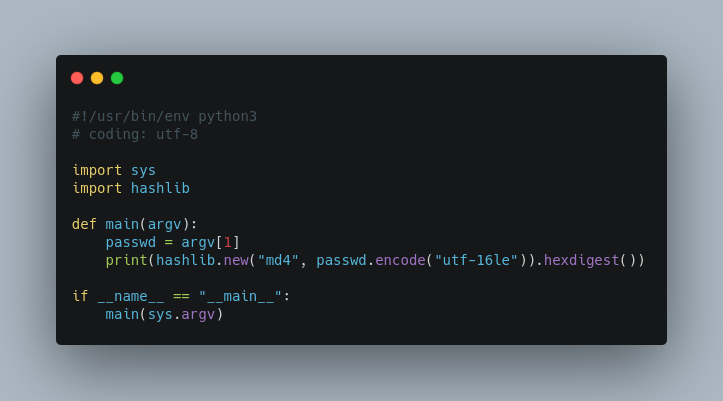 #!/usr/bin/env python3
# coding: utf-8
import sys
import hashlib
def main(argv):
    passwd = argv[1]
    print(hashlib.new("md4", passwd.encode("utf-16le")).hexdigest())
if __name__ == "__main__":
    main(sys.argv)